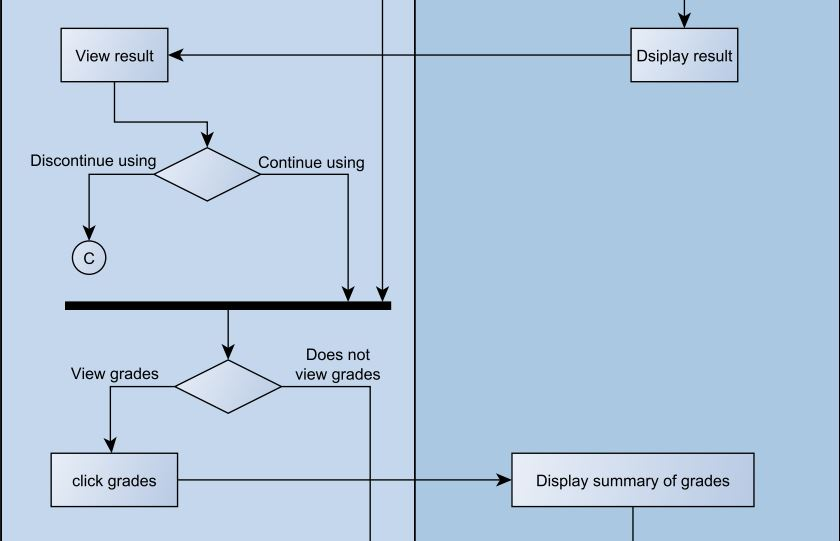 View result
Dsiplay result
Discontinue using
Continue using
C
Does not
view grades
View grades
click grades
Display summary of grades